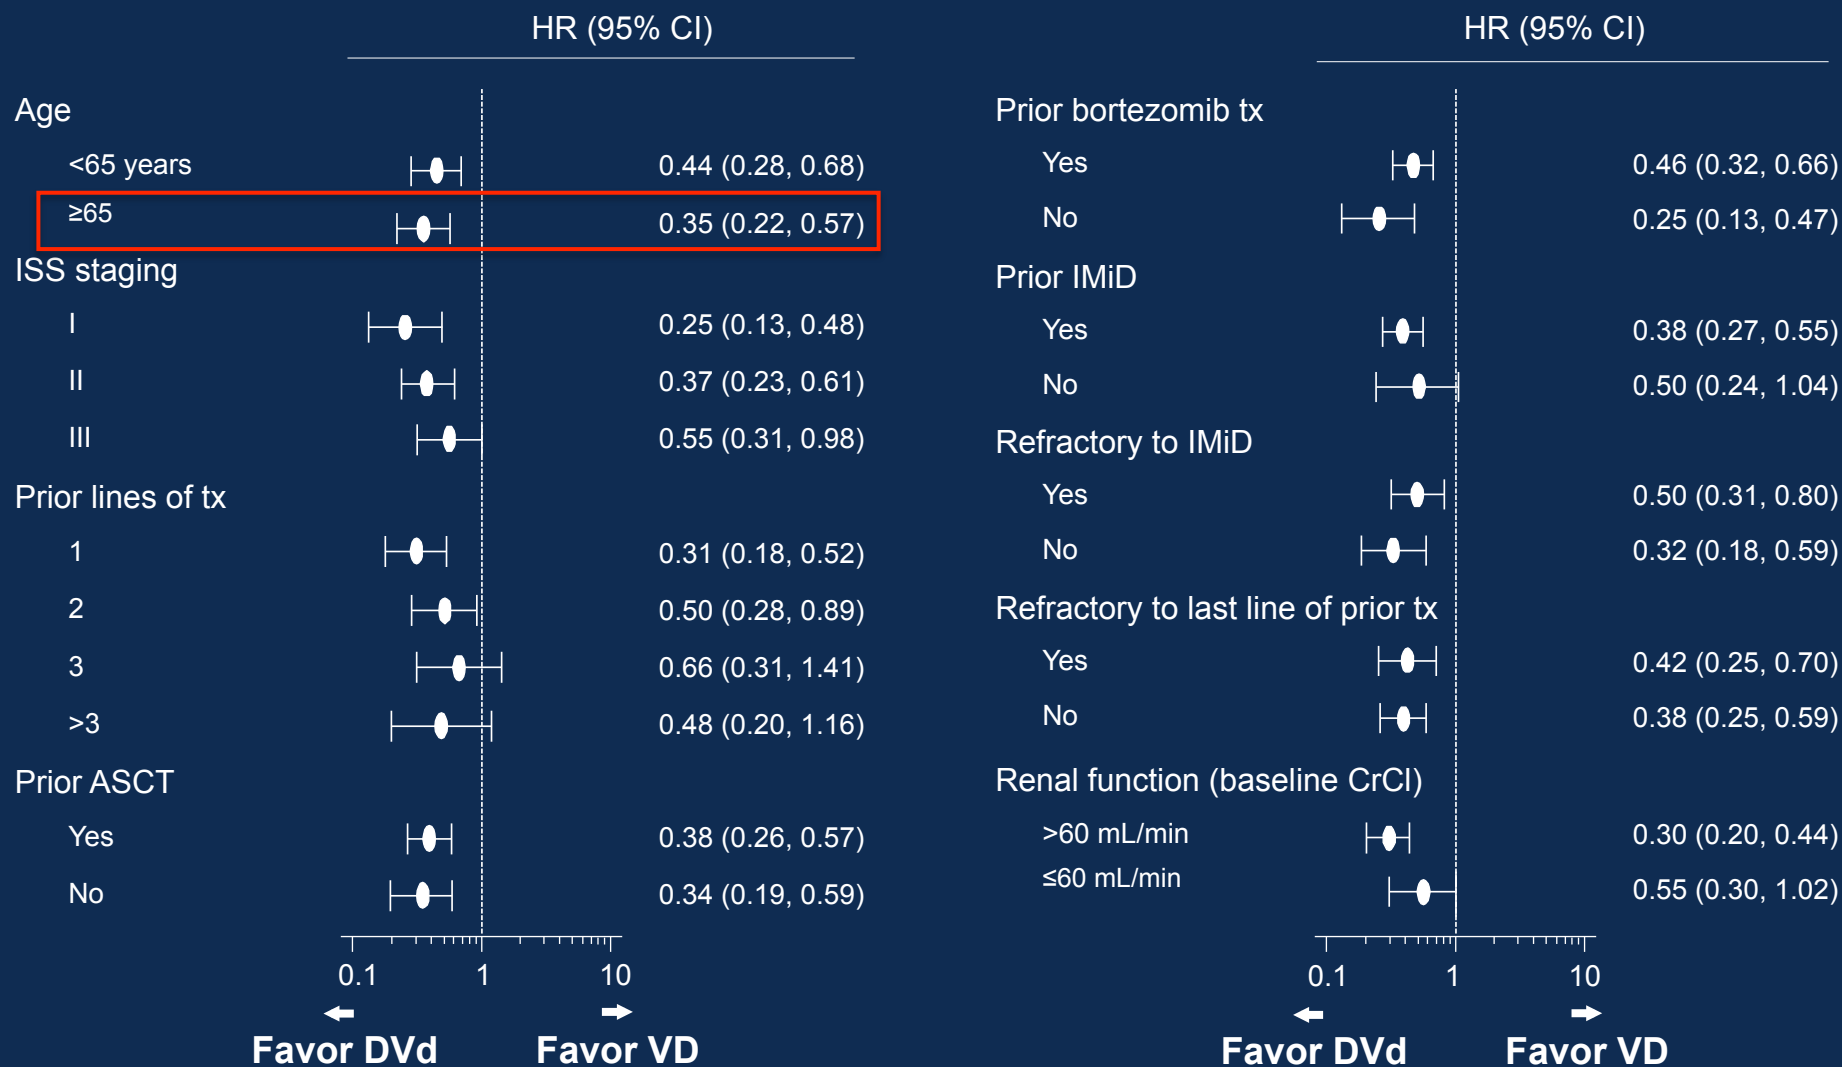 HR (95% CI)
Age
<65 years 0.44 (0.28, 0.68)
≥65 0.35 (0.22, 0.57)
ISS staging
I 0.25 (0.13, 0.48)
II 0.37 (0.23, 0.61)
III 0.55 (0.31, 0.98)
Prior lines of tx
1 0.31 (0.18, 0.52)
2 0.50 (0.28, 0.89)
3 0.66 (0.31, 1.41)
>3 0.48 (0.20, 1.16)
Prior ASCT
Yes 0.38 (0.26, 0.57)
No 0.34 (0.19, 0.59)
0.1 1 10
Favor DVd Favor VD
HR (95% CI)
Prior bortezomib tx
Yes 0.46 (0.32, 0.66)
No 0.25 (0.13, 0.47)
Prior IMiD
Yes 0.38 (0.27, 0.55)
No 0.50 (0.24, 1.04)
Refractory to IMiD
Yes 0.50 (0.31, 0.80)
No 0.32 (0.18, 0.59)
Refractory to last line of prior tx
Yes 0.42 (0.25, 0.70)
No 0.38 (0.25, 0.59)
Renal function (baseline CrCl)
>60 mL/min 0.30 (0.20, 0.44)
≤60 mL/min 0.55 (0.30, 1.02)
0.1 1 10
Favor DVd Favor VD